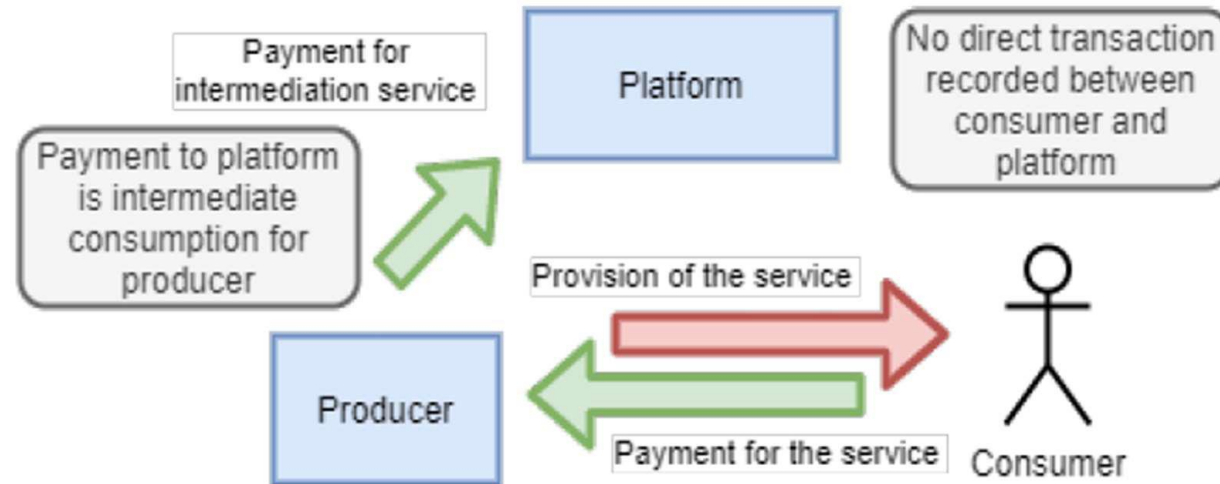 Payment for
intermediation service
Platform
No direct transaction
recorded between
consumer and
platform
Payment to platform
is intermediate
consumption for
producer
Provision of the service
Producer
Payment for the service
Consumer